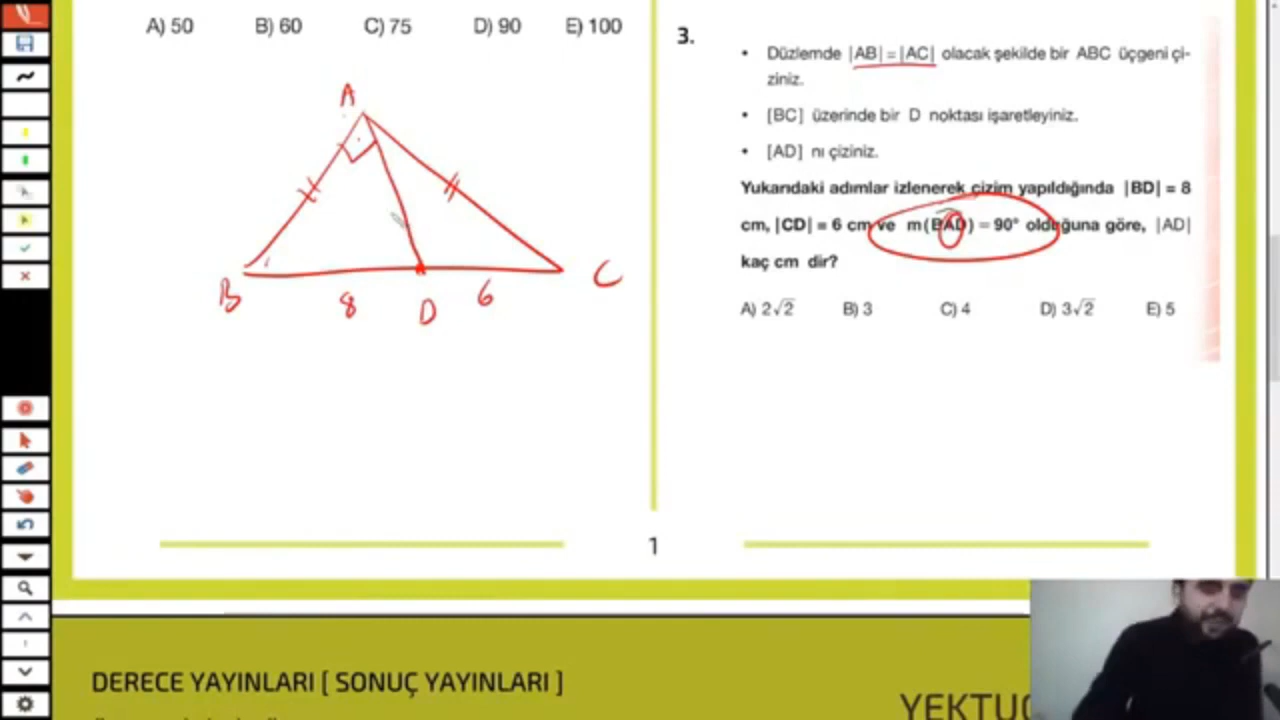 A) 50 B) 60 C) 75 D) 90 E) 100
A
B
8
D
6
C
3.
• Düzlemde |AB| = |AC| olacak şekilde bir ABC üçgeni çi-
ziniz.
• [BC] üzerinde bir D noktası işaretleyiniz.
• [AD] nı çiziniz.
Yukarıdaki adımlar izlenerek çizim yapıldığında |BD| = 8
cm, |CD| = 6 cm ve m(BAD) = 90° olduğuna göre, |AD|
kaç cm dir?
A) 2√2 B) 3 C) 4 D) 3√2 E) 5
1
DERECE YAYINLARI [ SONUÇ YAYINLARI ]